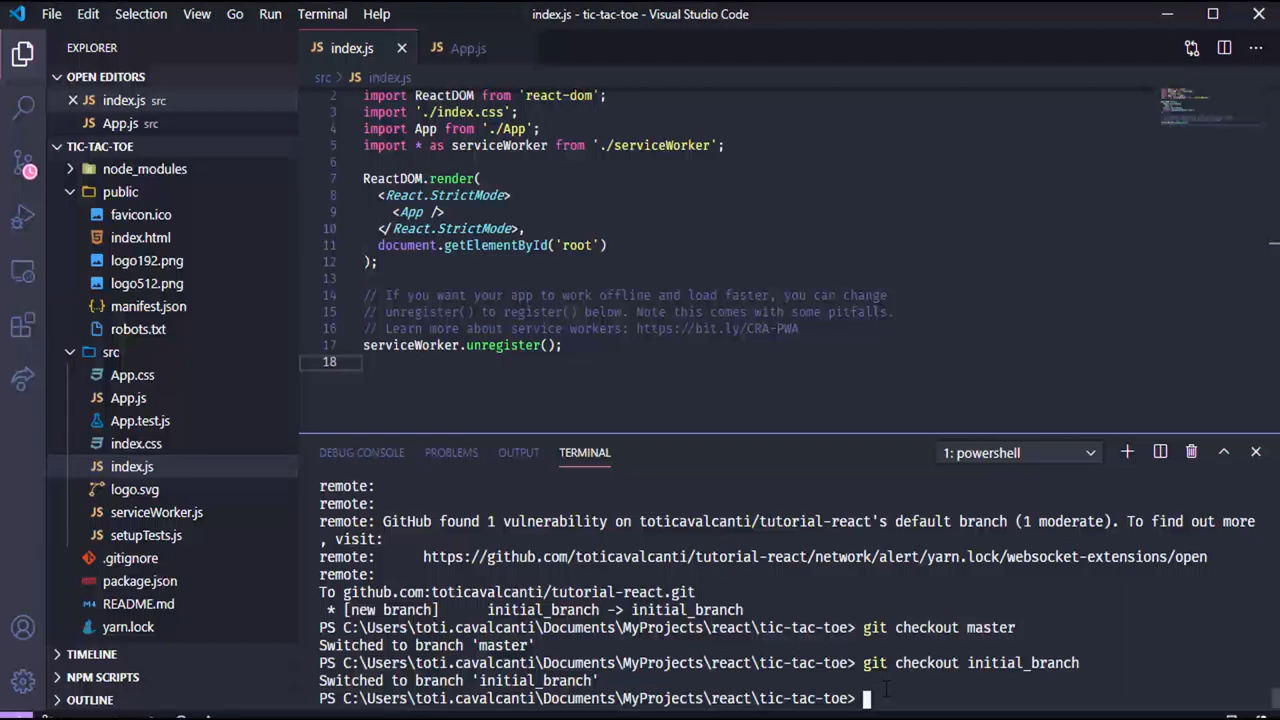 File Edit Selection View Go Run Terminal Help index.js - tic-tac-toe - Visual Studio Code
EXPLORER
OPEN EDITORS
index.js src
App.js src
TIC-TAC-TOE
node_modules
public
favicon.ico
index.html
logo192.png
logo512.png
manifest.json
robots.txt
src
App.css
App.js
App.test.js
index.css
index.js
logo.svg
serviceWorker.js
setupTests.js
.gitignore
package.json
README.md
yarn.lock
TIMELINE
NPM SCRIPTS
OUTLINE
JS index.js JS App.js
src > JS index.js
2 import ReactDOM from 'react-dom';
3 import './index.css';
4 import App from './App';
5 import * as serviceWorker from './serviceWorker';
6
7 ReactDOM.render(
8 <React.StrictMode>
9 <App />
10 </React.StrictMode>,
11 document.getElementById('root')
12 );
13
14 // If you want your app to work offline and load faster, you can change
15 // unregister() to register() below. Note this comes with some pitfalls.
16 // Learn more about service workers: https://bit.ly/CRA-PWA
17 serviceWorker.unregister();
18
DEBUG CONSOLE PROBLEMS OUTPUT TERMINAL 1: powershell
remote:
remote:
remote: GitHub found 1 vulnerability on toticavalcanti/tutorial-react's default branch (1 moderate). To find out more
, visit:
remote: https://github.com/toticavalcanti/tutorial-react/network/alert/yarn.lock/websocket-extensions/open
remote:
To github.com:toticavalcanti/tutorial-react.git
* [new branch] initial_branch -> initial_branch
PS C:\Users\toti.cavalcanti\Documents\MyProjects\react\tic-tac-toe> git checkout master
Switched to branch 'master'
PS C:\Users\toti.cavalcanti\Documents\MyProjects\react\tic-tac-toe> git checkout initial_branch
Switched to branch 'initial_branch'
PS C:\Users\toti.cavalcanti\Documents\MyProjects\react\tic-tac-toe>